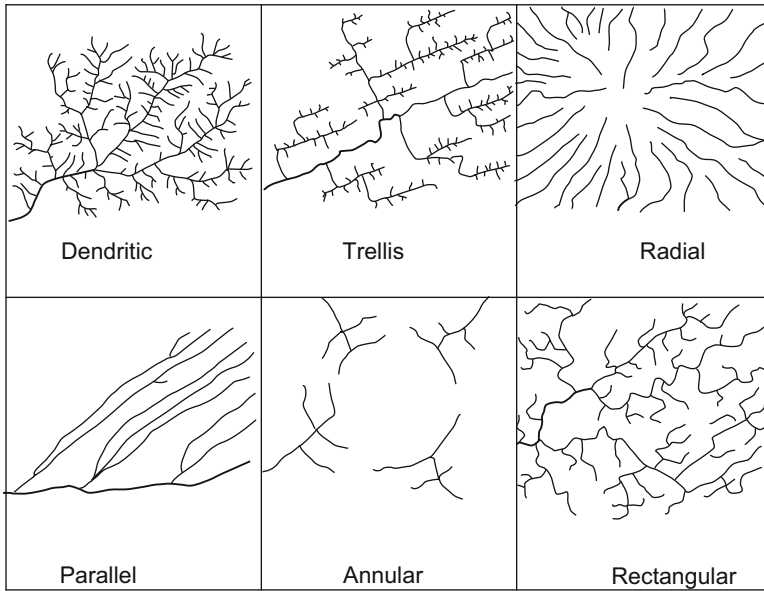 Dendritic
Trellis
Radial
Parallel
Annular
Rectangular